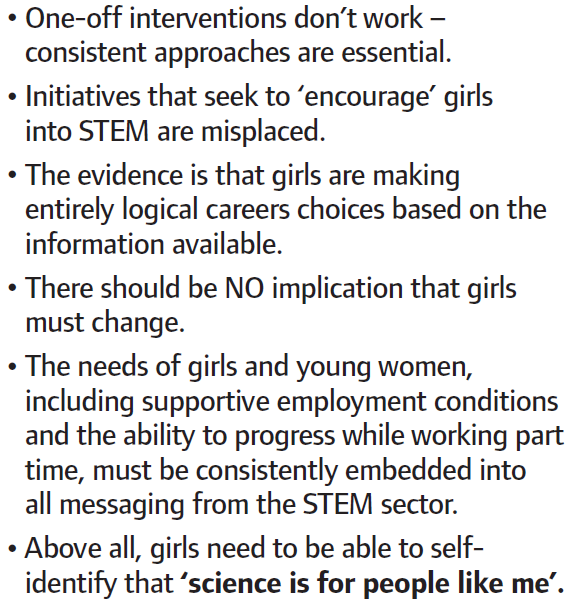 • One-off interventions don’t work –
consistent approaches are essential.
• Initiatives that seek to ‘encourage’ girls
into STEM are misplaced.
• The evidence is that girls are making
entirely logical careers choices based on the
information available.
• There should be NO implication that girls
must change.
• The needs of girls and young women,
including supportive employment conditions
and the ability to progress while working part
time, must be consistently embedded into
all messaging from the STEM sector.
• Above all, girls need to be able to self-
identify that ‘science is for people like me’.